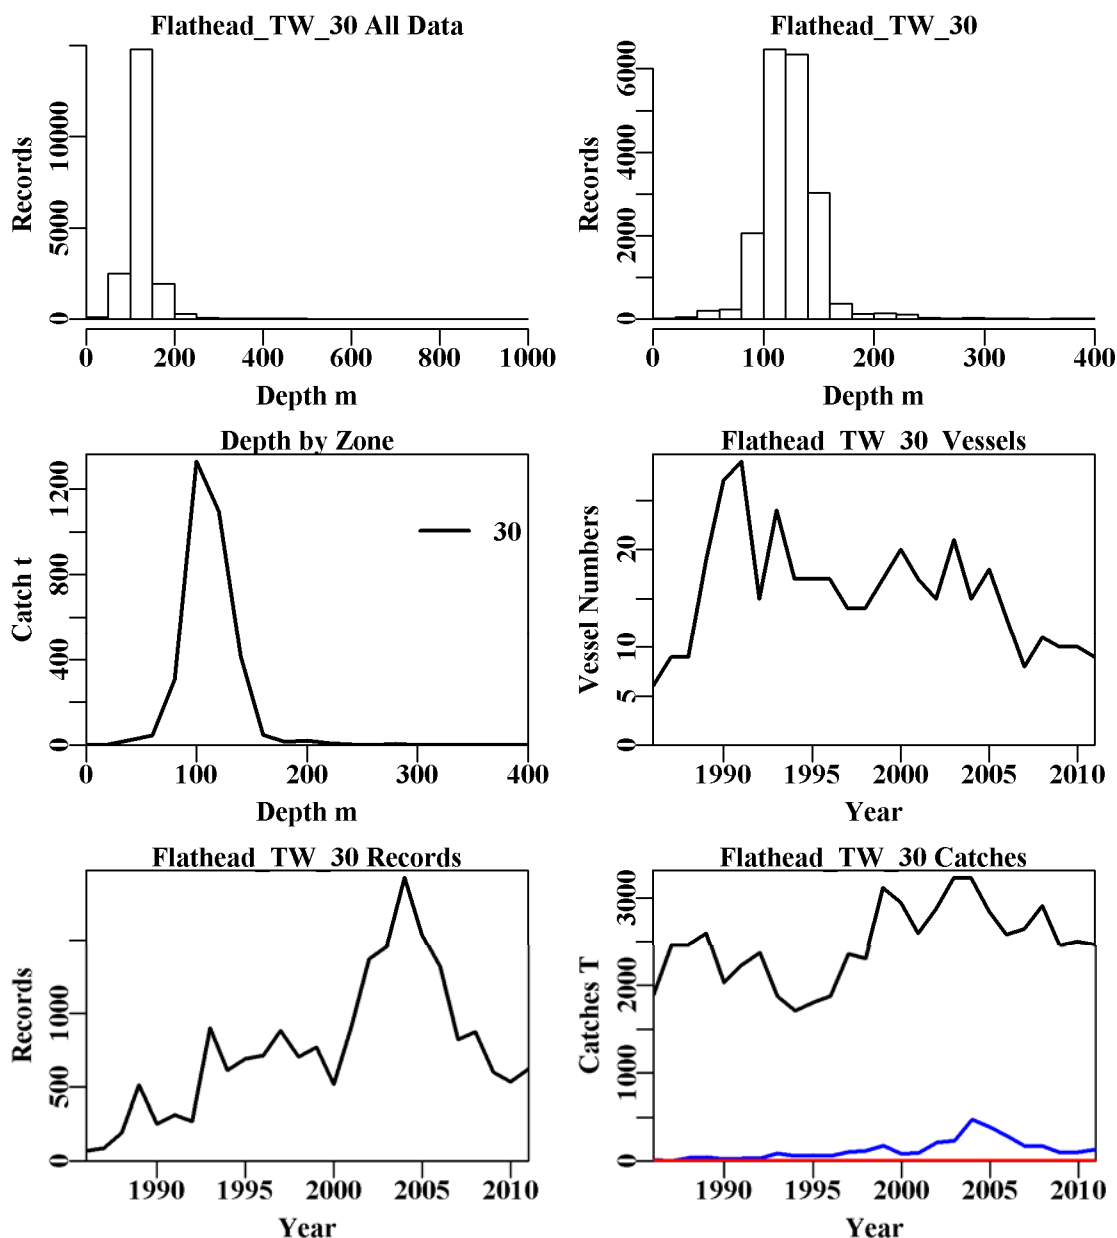 Flathead_TW_30 All Data
Records
0 5000 10000
0 200 400 600 800 1000
Depth m
Flathead_TW_30
Records
0 2000 4000 6000
0 100 200 300 400
Depth m
Depth by Zone
Catch t
0 400 800 1200
30
0 100 200 300 400
Depth m
Flathead_TW_30_Vessels
Vessel Numbers
0 5 10 20
1990 1995 2000 2005 2010
Year
Flathead_TW_30 Records
Records
0 500 1000
1990 1995 2000 2005 2010
Year
Flathead_TW_30 Catches
Catches T
0 1000 2000 3000
1990 1995 2000 2005 2010
Year